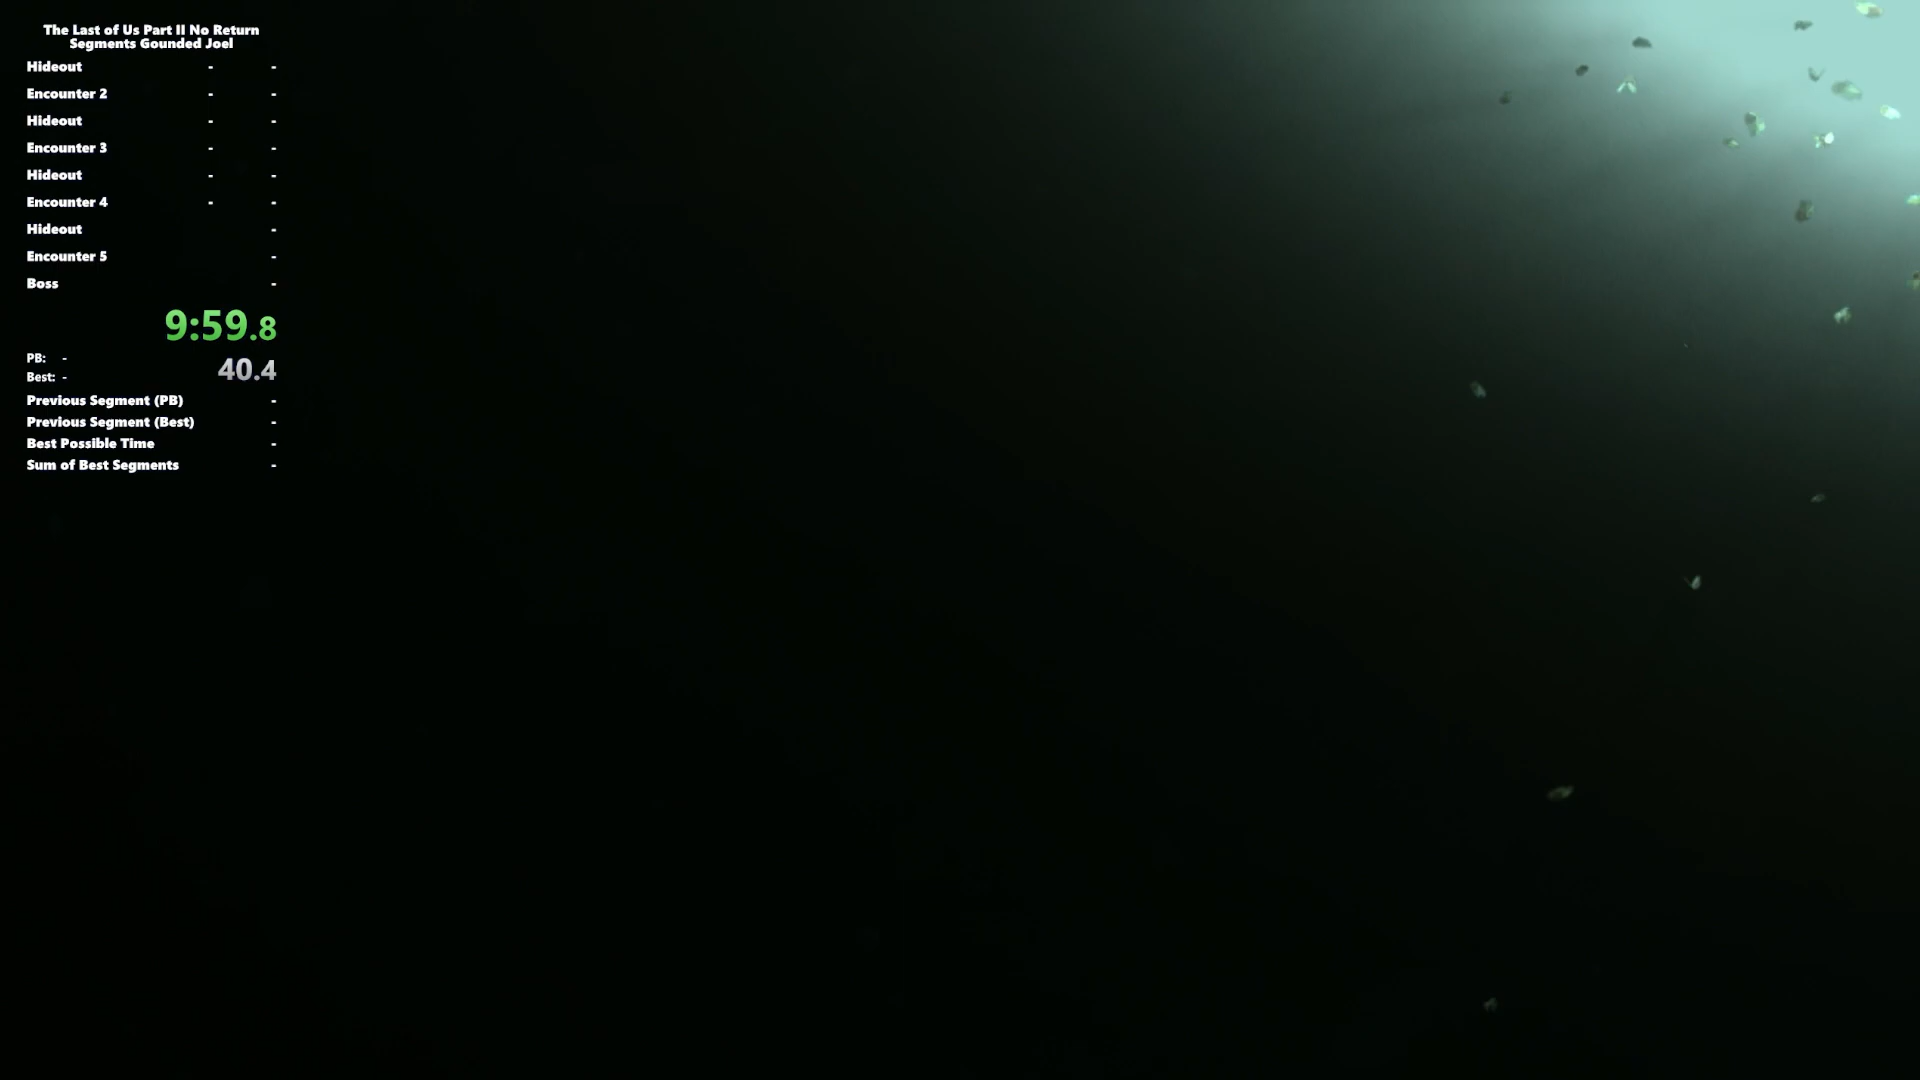 The Last of Us Part II No Return
Segments Gounded Joel
Hideout - -
Encounter 2 - -
Hideout - -
Encounter 3 - -
Hideout - -
Encounter 4 - -
Hideout -
Encounter 5 -
Boss -
9:59.8
PB: -
40.4
Best: -
Previous Segment (PB) -
Previous Segment (Best) -
Best Possible Time -
Sum of Best Segments -